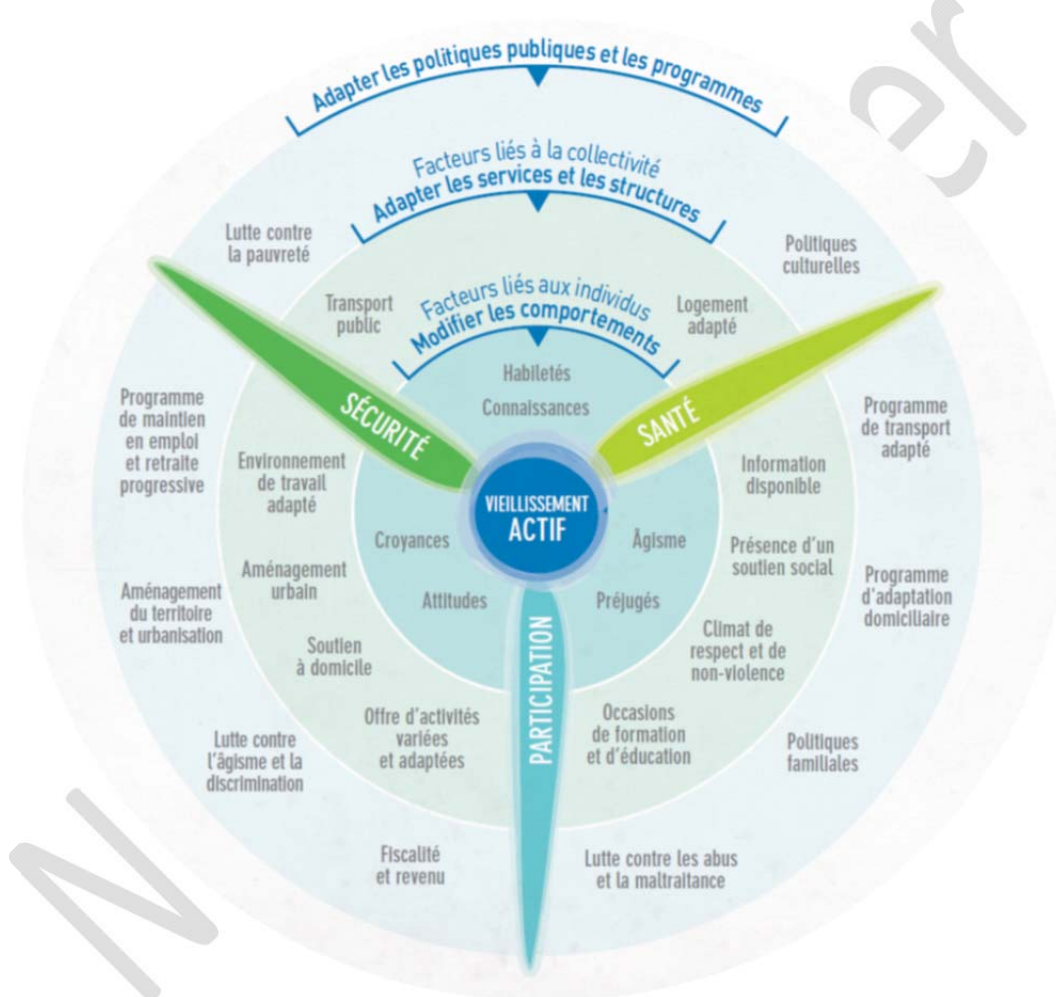 Adapter les politiques publiques et les programmes
Facteurs liés à la collectivité
Adapter les services et les structures
Lutte contre
la pauvreté
Politiques
culturelles
Transport
public
Facteurs liés aux individus
Modifier les comportements
Logement
adapté
Habiletés
Connaissances
SÉCURITÉ
SANTÉ
Programme
de maintien
en emploi
et retraite
progressive
Programme
de transport
adapté
Environnement
de travail
adapté
Information
disponible
VIEILLISSEMENT
ACTIF
Croyances
Âgisme
Présence d'un
soutien social
Aménagement
urbain
Aménagement
du territoire
et urbanisation
Programme
d'adaptation
domiciliaire
Attitudes
Préjugés
Soutien
à domicile
Climat de
respect et de
non-violence
PARTICIPATION
Offre d'activités
variées
et adaptées
Occasions
de formation
et d'éducation
Lutte contre
l'âgisme et la
discrimination
Politiques
familiales
Fiscalité
et revenu
Lutte contre les abus
et la maltraitance